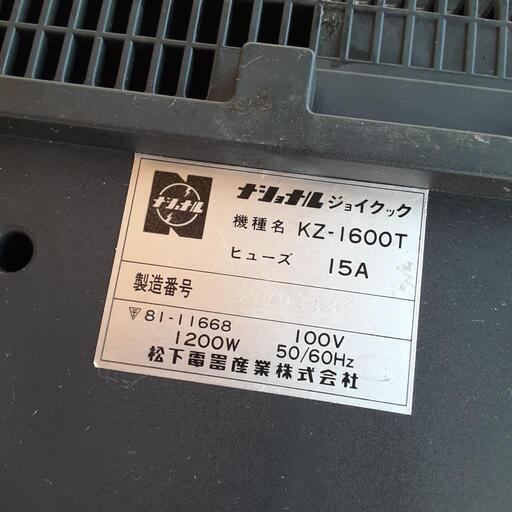 ナショナル ナショナル ジョイクック
機種名 KZ-1600T
ヒューズ 15A
製造番号
〒81-11668 100V
1200W 50/60Hz
松下電器産業株式会社